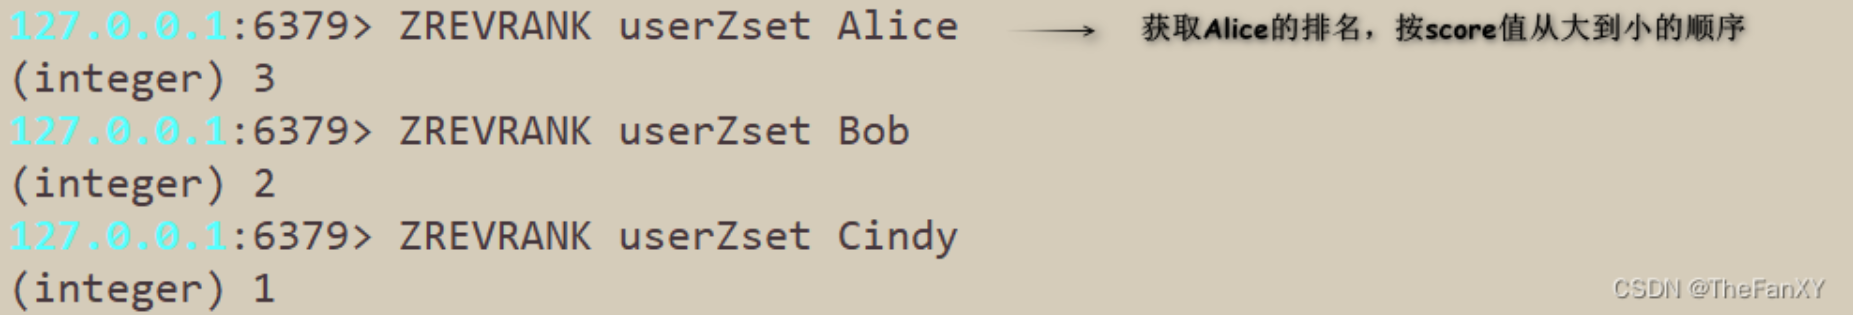 127.0.0.1:6379> ZREVRANK userZset Alice 获取Alice的排名，按score值从大到小的顺序
(integer) 3
127.0.0.1:6379> ZREVRANK userZset Bob
(integer) 2
127.0.0.1:6379> ZREVRANK userZset Cindy
(integer) 1
CSDN @TheFanXY